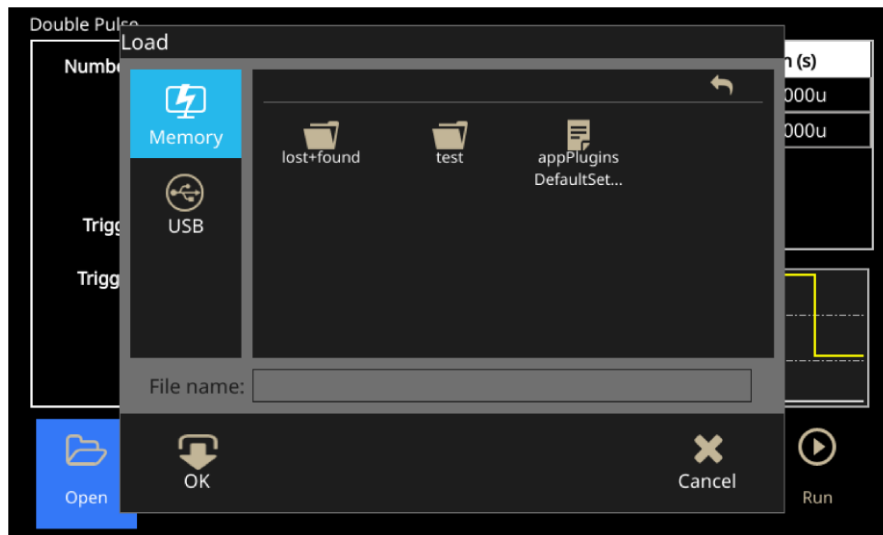 Double Pulse
Load
Numbe
n (s)
000u
000u
Memory
lost+found
test
appPlugins
DefaultSet...
USB
Trigg
Trigg
File name:
OK
Cancel
Open
Run